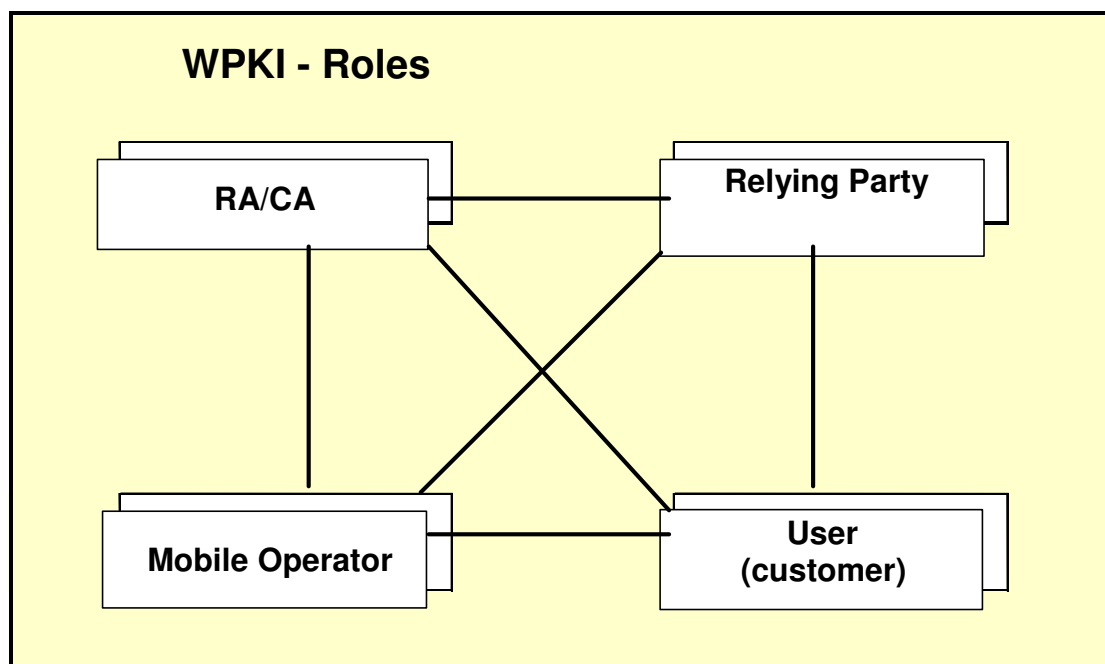 WPKI - Roles
RA/CA
Relying Party
Mobile Operator
User
(customer)